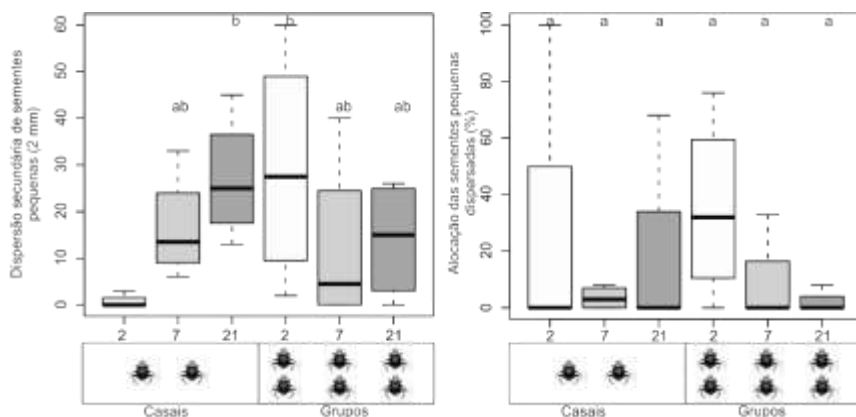 Dispersão secundária de sementes
pequenas (2 mm)
60
50
40
30
20
10
0
b b
ab ab ab
2 7 21 2 7 21
Casais Grupos
Alocação das sementes pequenas
dispersadas (%)
100
80
60
40
20
0
a a a a a a
2 7 21 2 7 21
Casais Grupos